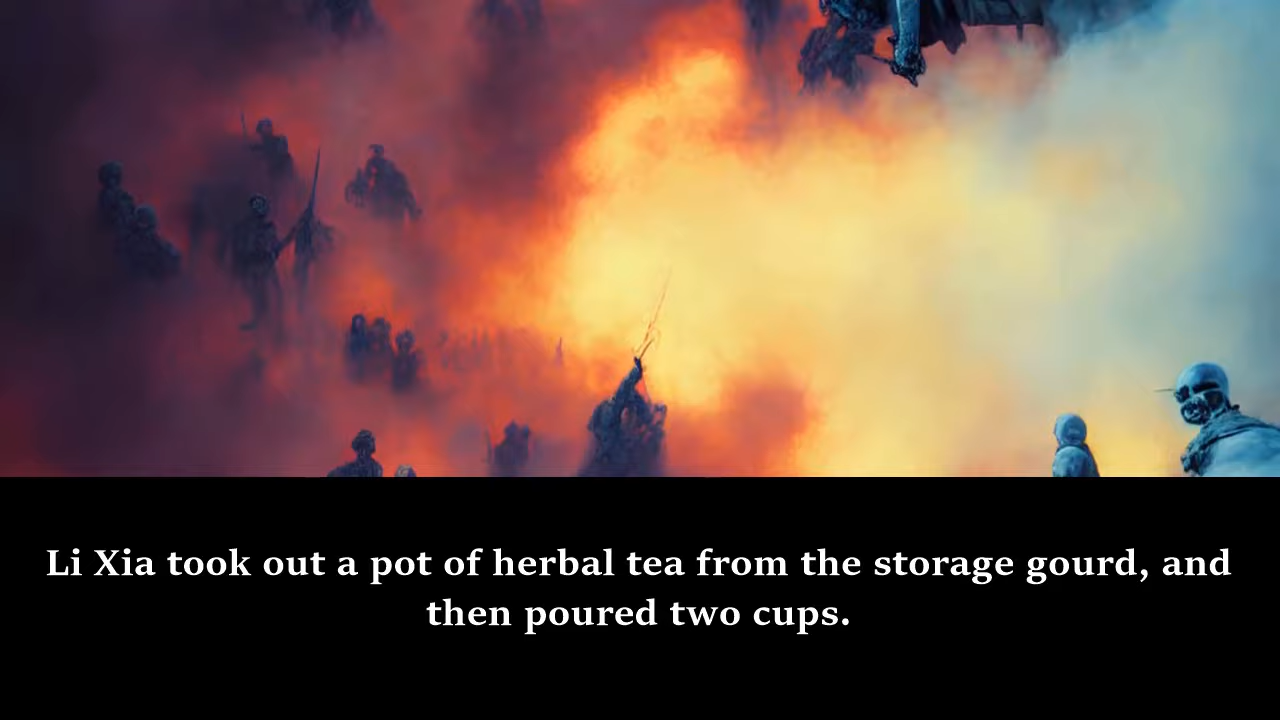 Li Xia took out a pot of herbal tea from the storage gourd, and
then poured two cups.